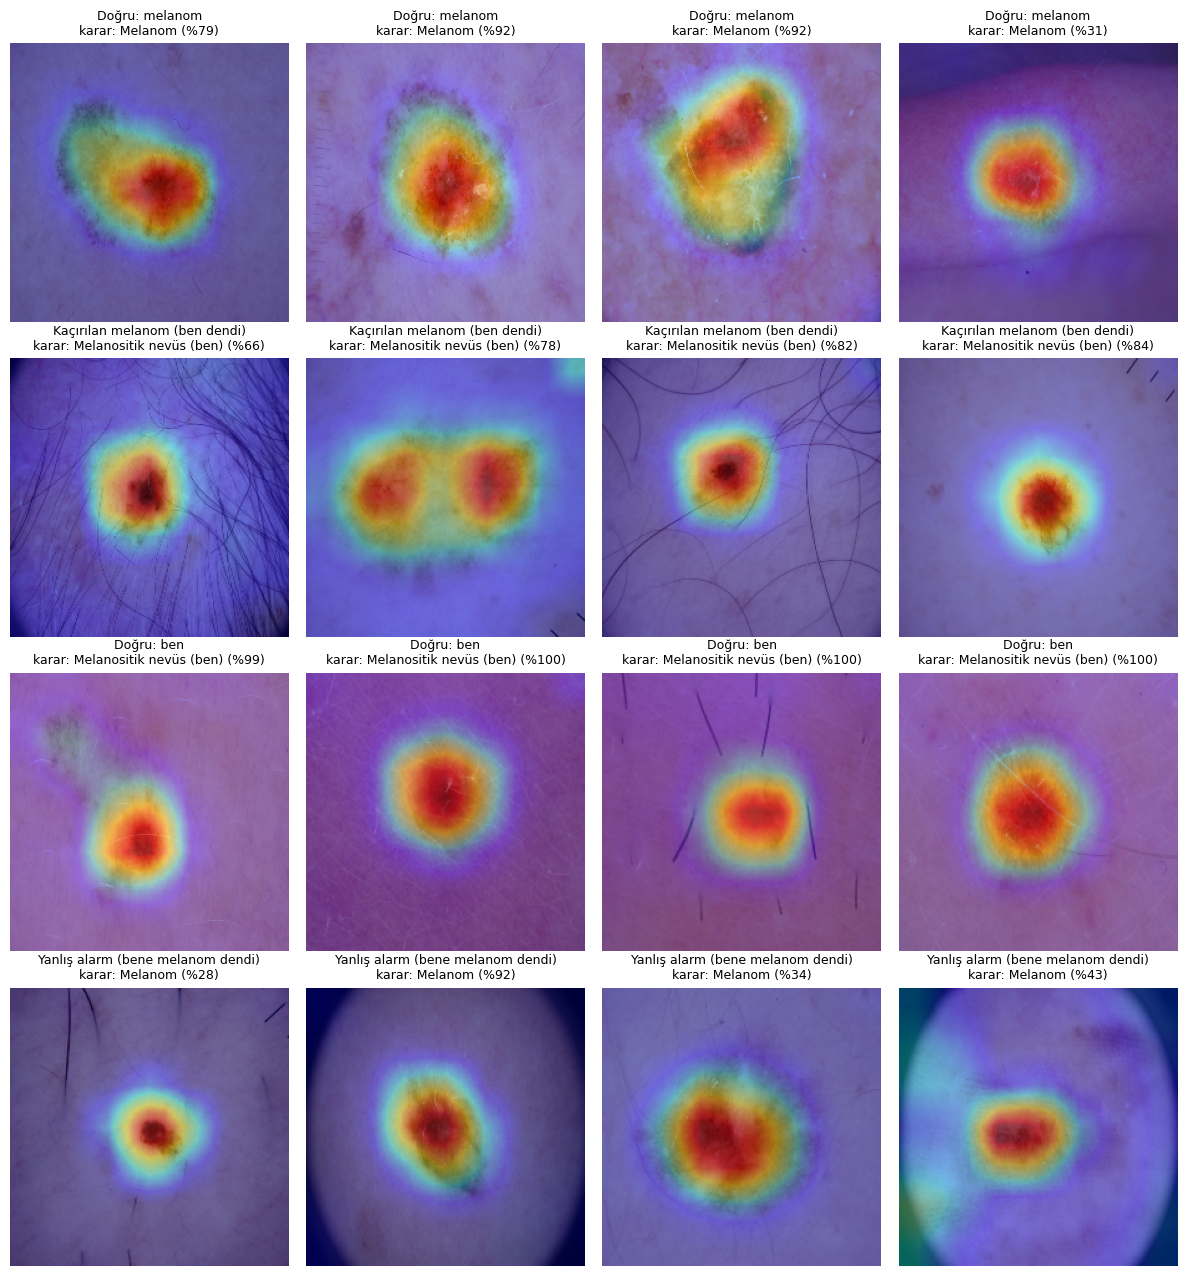 Doğru: melanom
karar: Melanom (%79)
Doğru: melanom
karar: Melanom (%92)
Doğru: melanom
karar: Melanom (%92)
Doğru: melanom
karar: Melanom (%31)
Kaçırılan melanom (ben dendi)
karar: Melanositik nevüs (ben) (%66)
Kaçırılan melanom (ben dendi)
karar: Melanositik nevüs (ben) (%78)
Kaçırılan melanom (ben dendi)
karar: Melanositik nevüs (ben) (%82)
Kaçırılan melanom (ben dendi)
karar: Melanositik nevüs (ben) (%84)
Doğru: ben
karar: Melanositik nevüs (ben) (%99)
Doğru: ben
karar: Melanositik nevüs (ben) (%100)
Doğru: ben
karar: Melanositik nevüs (ben) (%100)
Doğru: ben
karar: Melanositik nevüs (ben) (%100)
Yanlış alarm (bene melanom dendi)
karar: Melanom (%28)
Yanlış alarm (bene melanom dendi)
karar: Melanom (%92)
Yanlış alarm (bene melanom dendi)
karar: Melanom (%34)
Yanlış alarm (bene melanom dendi)
karar: Melanom (%43)